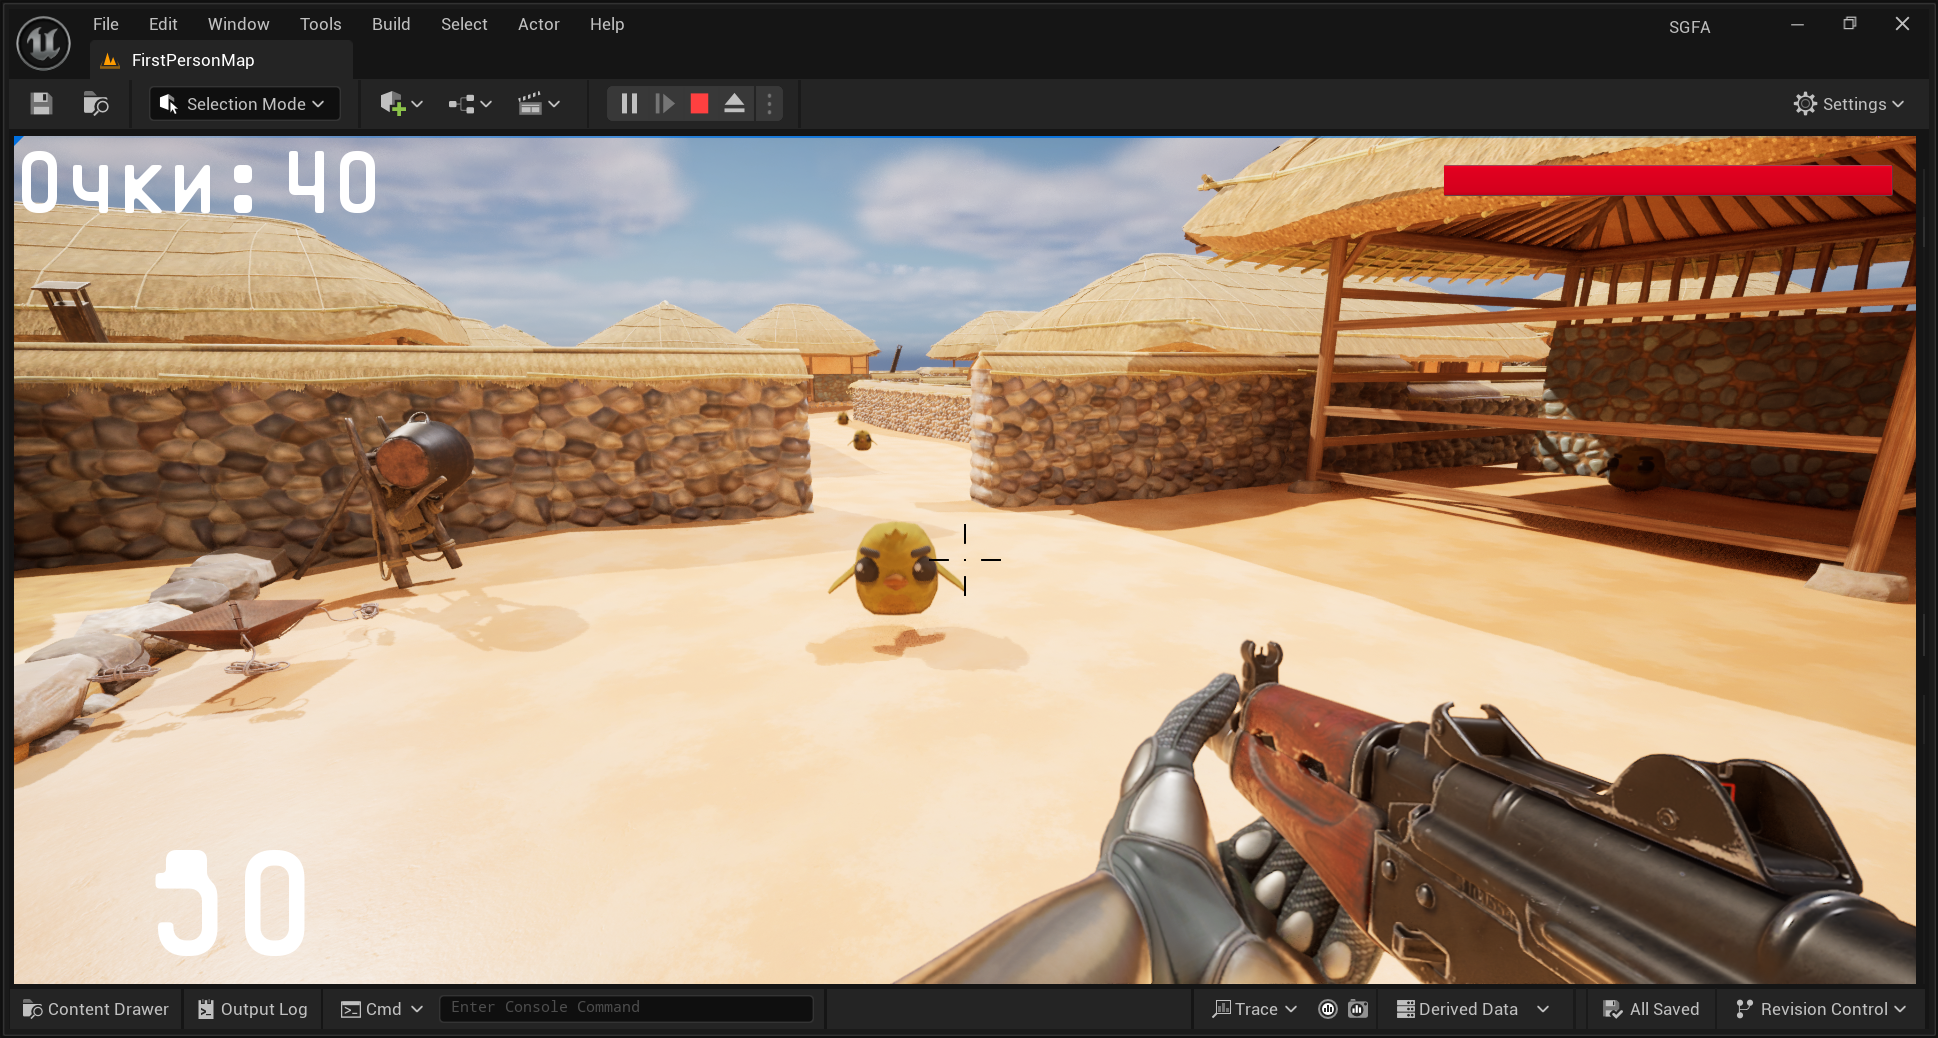 File Edit Window Tools Build Select Actor Help
SGFA
FirstPersonMap
Selection Mode
Settings
Очки: 40
30
Content Drawer
Output Log
Cmd
Enter Console Command
Trace
Derived Data
All Saved
Revision Control